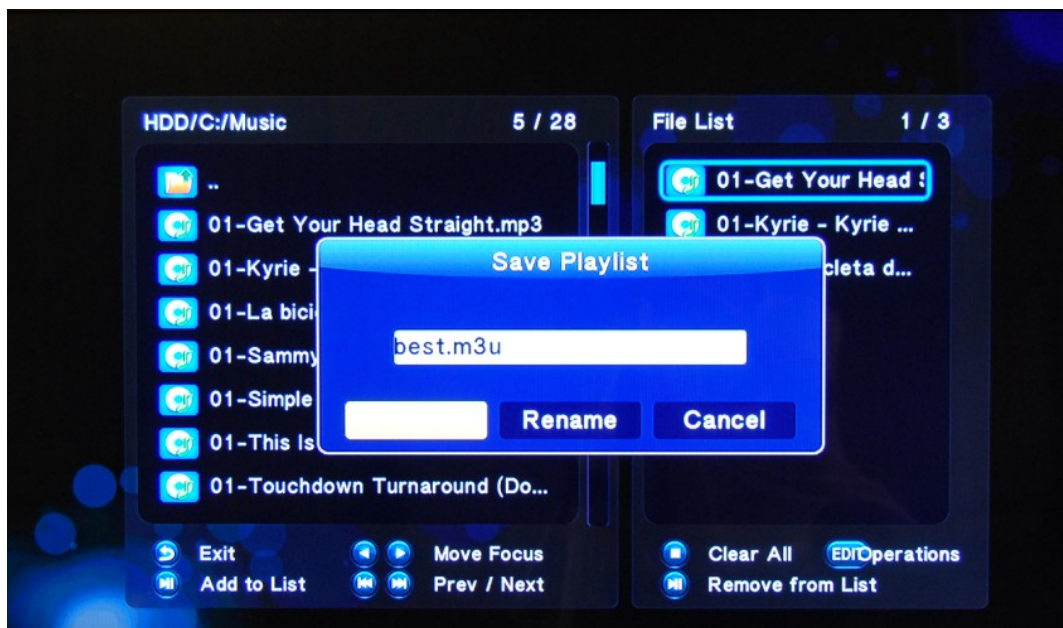 HDD/C:/Music 5 / 28
..
01-Get Your Head Straight.mp3
01-Kyrie -
01-La bici
01-Sammy
01-Simple
01-This Is
01-Touchdown Turnaround (Do...
Exit Move Focus
Add to List Prev / Next
File List 1 / 3
01-Get Your Head S
01-Kyrie - Kyrie ...
cleta d...
Clear All EDIT Operations
Remove from List
Save Playlist
best.m3u
Rename Cancel